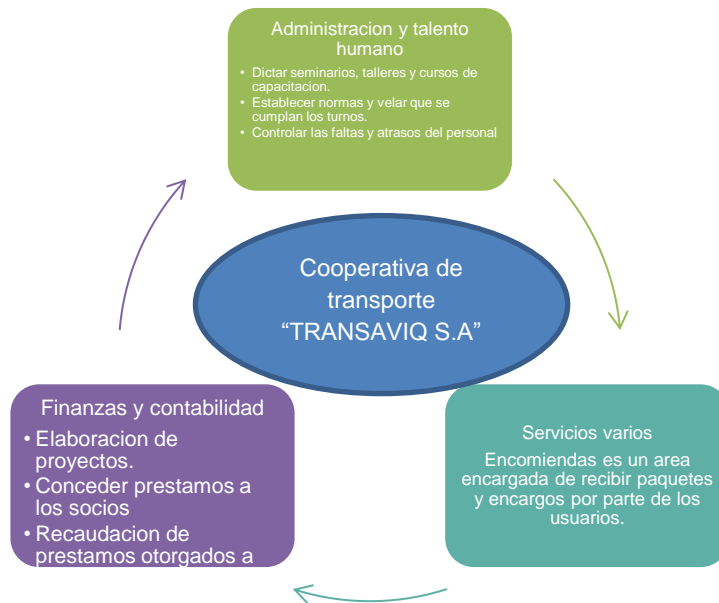 Administracion y talento
humano
• Dictar seminarios, talleres y cursos de
capacitacion.
• Establecer normas y velar que se
cumplan los turnos.
• Controlar las faltas y atrasos del personal
Cooperativa de
transporte
“TRANSAVIQ S.A”
Finanzas y contabilidad
• Elaboracion de
proyectos.
• Conceder prestamos a
los socios
• Recaudacion de
prestamos otorgados a
Servicios varios
Encomiendas es un area
encargada de recibir paquetes
y encargos por parte de los
usuarios.